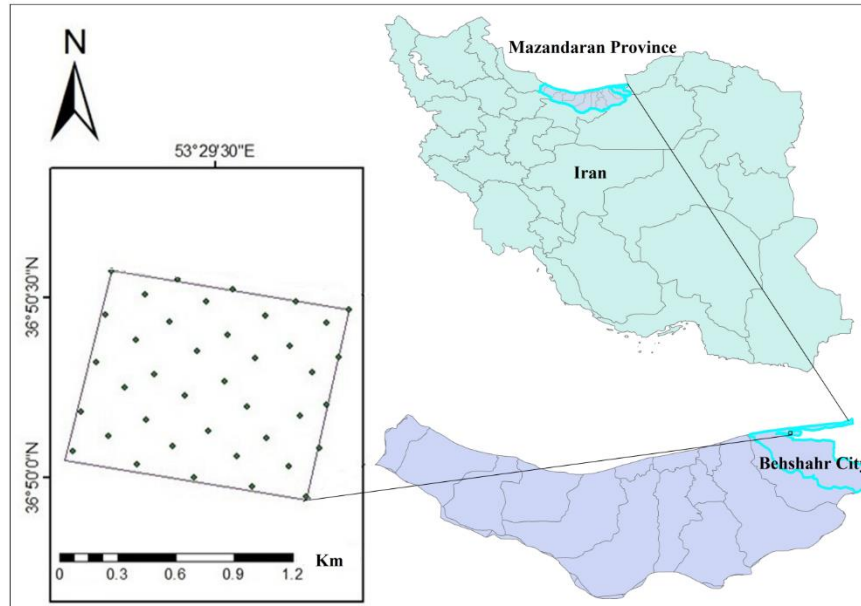 N
Mazandaran Province
53°29'30"E
Iran
36°50'30"N
36°50'0"N
Behshahr City
Km
0 0.3 0.6 0.9 1.2